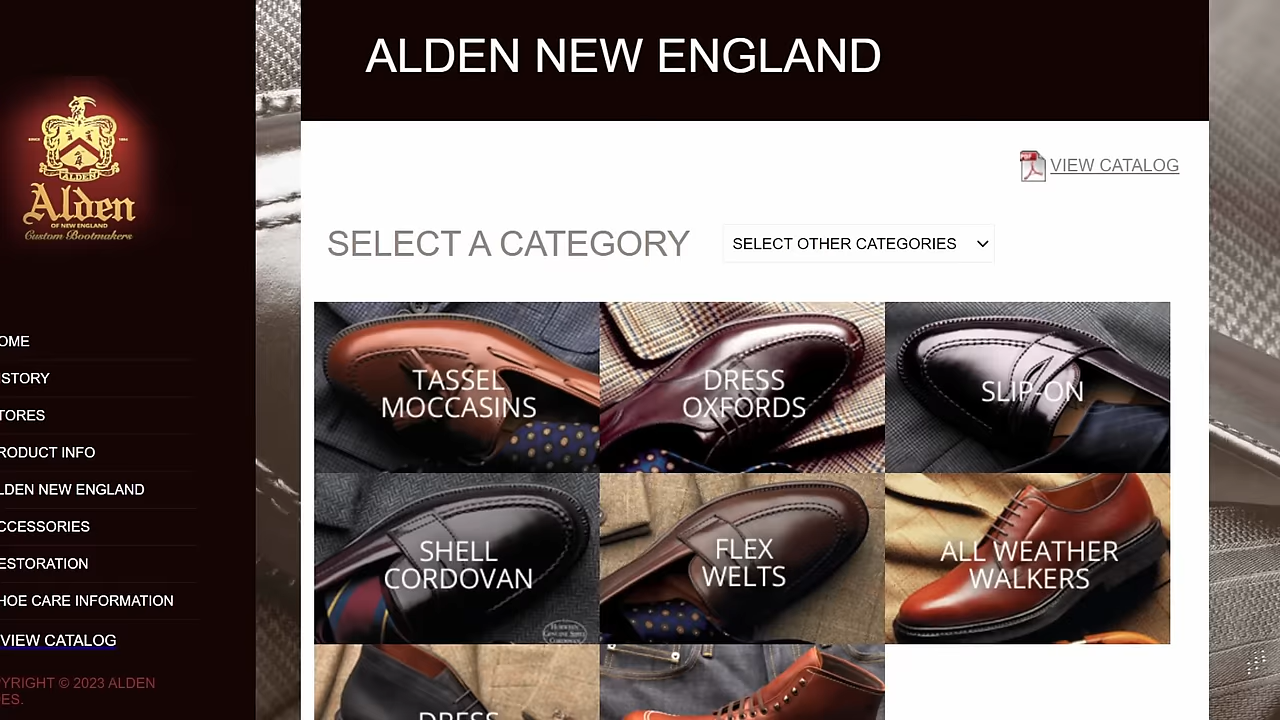 ALDEN NEW ENGLAND
ALDEN
Alden
OF NEW ENGLAND
Custom Bootmakers
VIEW CATALOG
SELECT A CATEGORY
SELECT OTHER CATEGORIES
OME
STORY
TORES
RODUCT INFO
LDEN NEW ENGLAND
CCESSORIES
ESTORATION
HOE CARE INFORMATION
VIEW CATALOG
YRIGHT © 2023 ALDEN
ES.
TASSEL
MOCCASINS
DRESS
OXFORDS
SLIP-ON
SHELL
CORDOVAN
FLEX
WELTS
ALL WEATHER
WALKERS
DRESS